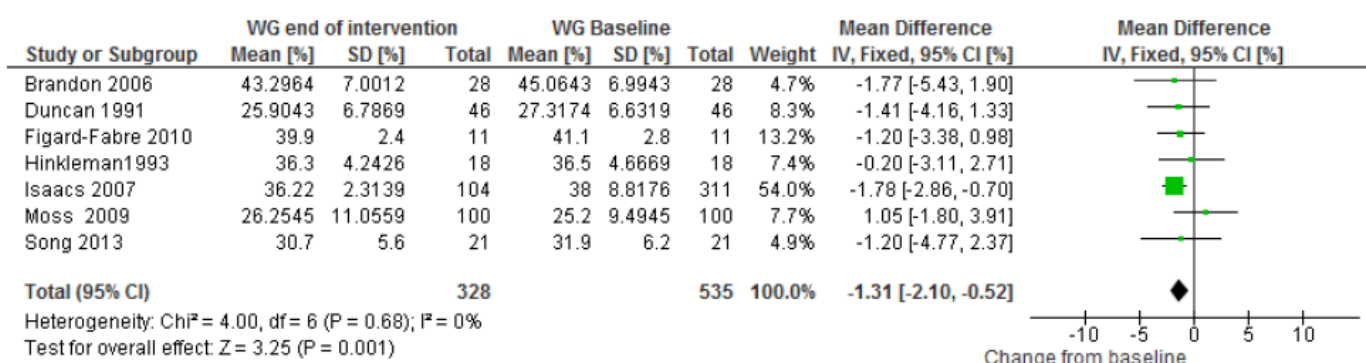 WG end of intervention WG Baseline Mean Difference Mean Difference
Study or Subgroup Mean [%] SD [%] Total Mean [%] SD [%] Total Weight IV, Fixed, 95% CI [%] IV, Fixed, 95% CI [%]
Brandon 2006 43.2964 7.0012 28 45.0643 6.9943 28 4.7% -1.77 [-5.43, 1.90]
Duncan 1991 25.9043 6.7869 46 27.3174 6.6319 46 8.3% -1.41 [-4.16, 1.33]
Figard-Fabre 2010 39.9 2.4 11 41.1 2.8 11 13.2% -1.20 [-3.38, 0.98]
Hinkleman1993 36.3 4.2426 18 36.5 4.6669 18 7.4% -0.20 [-3.11, 2.71]
Isaacs 2007 36.22 2.3139 104 38 8.8176 311 54.0% -1.78 [-2.86, -0.70]
Moss 2009 26.2545 11.0559 100 25.2 9.4945 100 7.7% 1.05 [-1.80, 3.91]
Song 2013 30.7 5.6 21 31.9 6.2 21 4.9% -1.20 [-4.77, 2.37]
Total (95% CI) 328 535 100.0% -1.31 [-2.10, -0.52]
Heterogeneity: Chi² = 4.00, df = 6 (P = 0.68); I² = 0%
Test for overall effect: Z = 3.25 (P = 0.001)
-10 -5 0 5 10
Change from baseline